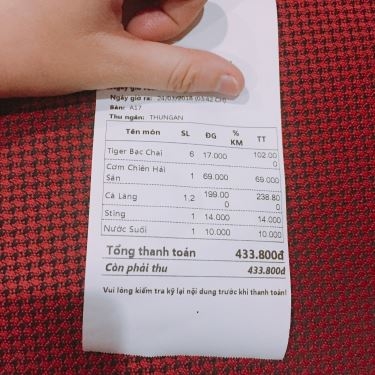 Ngày giờ ra: 24/07/2018
Bàn: A17
Thu ngân: THUNGAN
Tên món SL ĐG % KM TT
Tiger Bạc Chai 6 17.000 102.000
Cơm Chiên Hải Sản 1 69.000 69.000
Cá Lăng 1,2 199.000 238.800
Sting 1 14.000 14.000
Nước Suối 1 10.000 10.000
Tổng thanh toán 433.800đ
Còn phải thu 433.800đ
Vui lòng kiểm tra kỹ lại nội dung trước khi thanh toán!